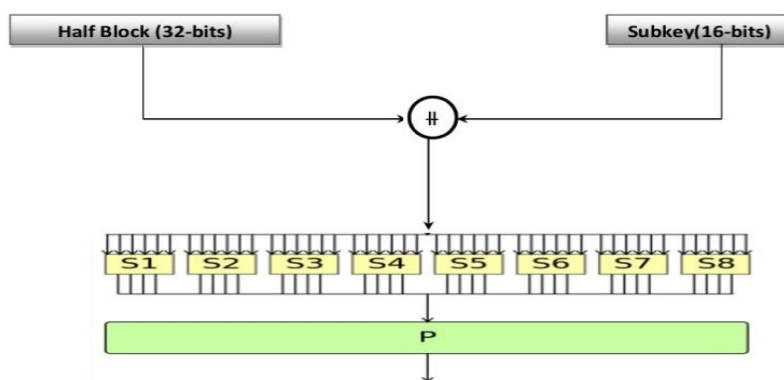 Half Block (32-bits)
Subkey(16-bits)
S1 S2 S3 S4 S5 S6 S7 S8
P